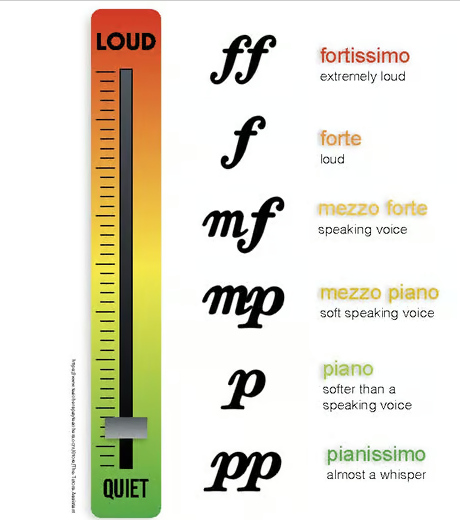 LOUD
ff
fortissimo
extremely loud
f
forte
loud
mf
mezzo forte
speaking voice
mp
mezzo piano
soft speaking voice
p
piano
softer than a
speaking voice
pp
pianissimo
almost a whisper
QUIET